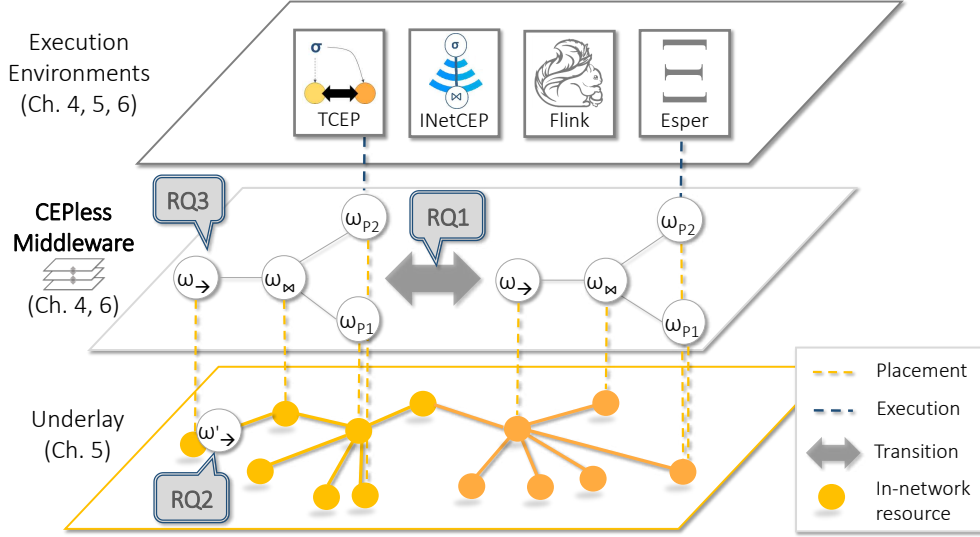 Execution
Environments
(Ch. 4, 5, 6)
σ
TCEP
σ
⋈
INetCEP
Flink
Esper
RQ3
RQ1
CEPless
Middleware
(Ch. 4, 6)
ω→
ω⋈
ωP2
ωP1
ω→
ω⋈
ωP2
ωP1
Underlay
(Ch. 5)
ω'→
RQ2
Placement
Execution
Transition
In-network
resource